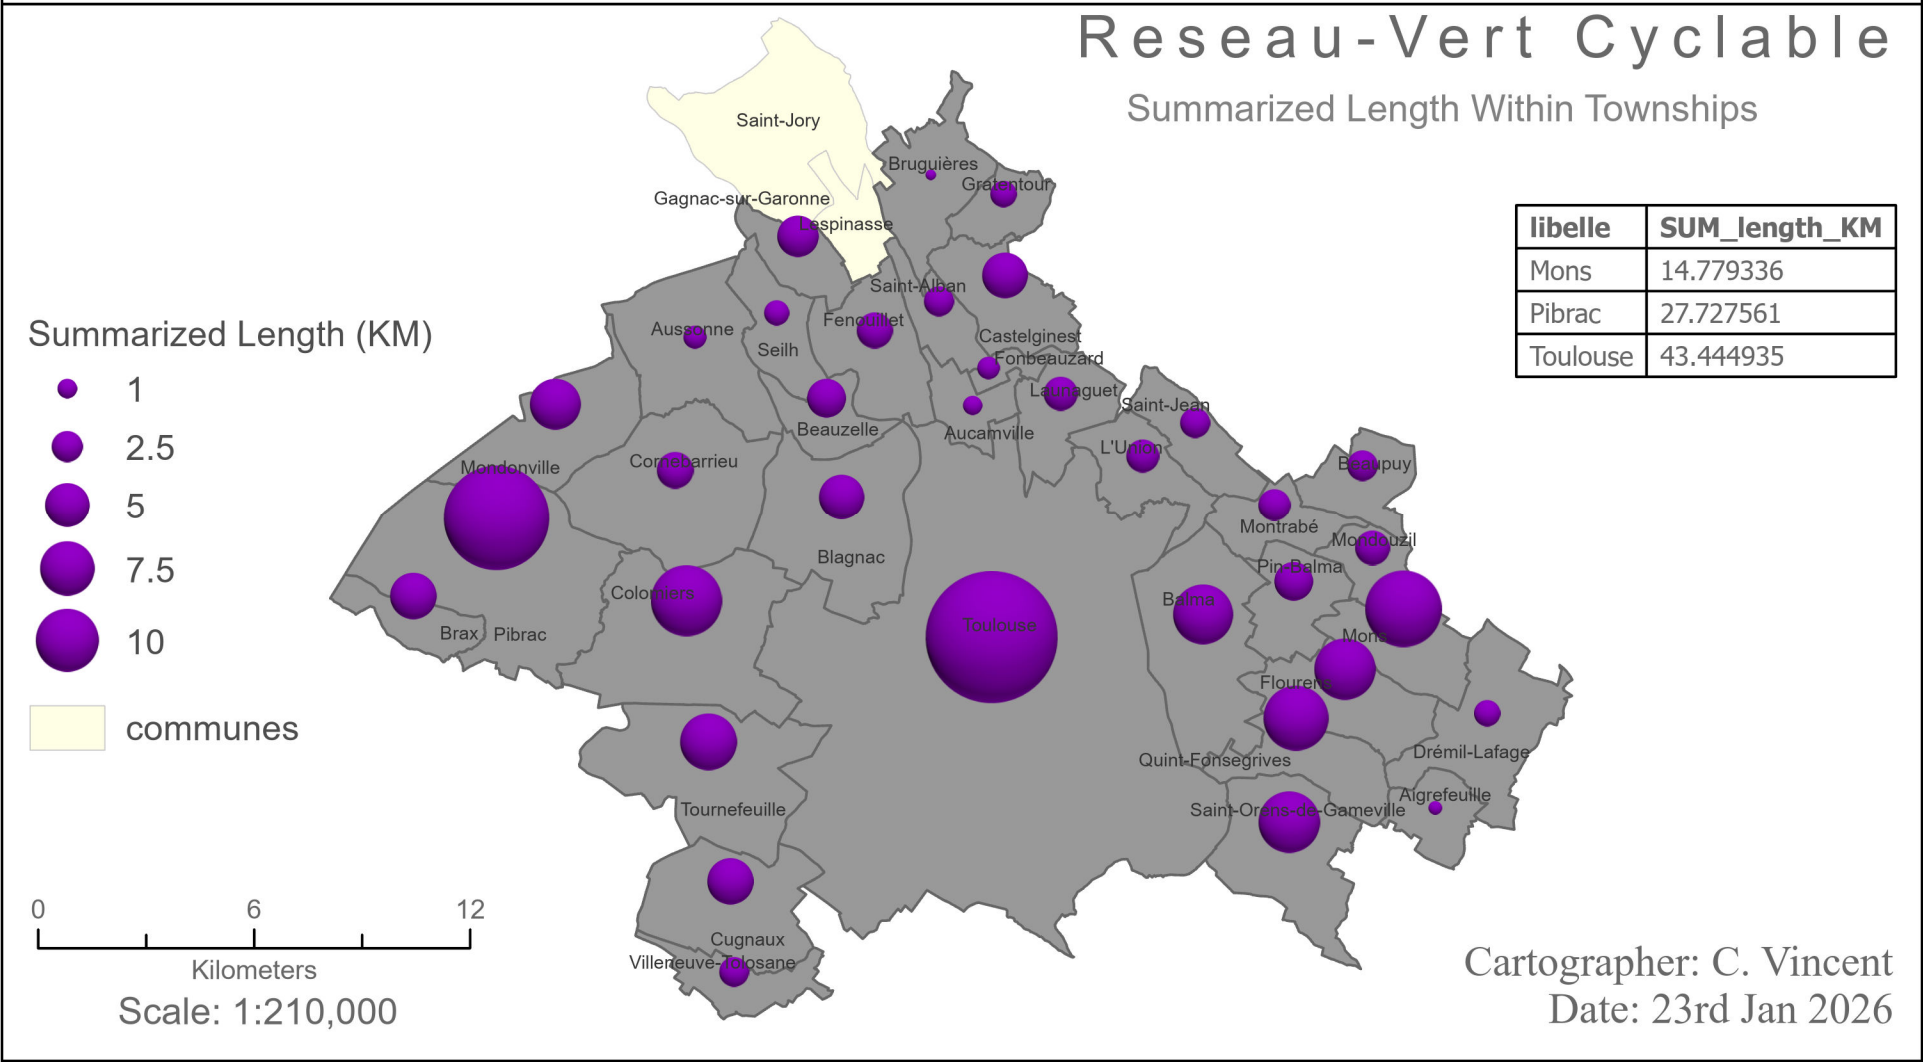 Reseau-Vert Cyclable
Summarized Length Within Townships
libelle SUM_length_KM
Mons 14.779336
Pibrac 27.727561
Toulouse 43.444935
Summarized Length (KM)
1
2.5
5
7.5
10
communes
Saint-Jory
Bruguières
Gratentour
Gagnac-sur-Garonne
Lespinasse
Saint-Alban
Fenouillet
Aussonne
Castelginest
Seilh
Fonbeauzard
Launaguet
Saint-Jean
Beauzelle
Aucamville
L'Union
Cornebarrieu
Mondonville
Beaupuy
Montrabé
Mondouzil
Blagnac
Pin-Balma
Colomiers
Balma
Toulouse
Brax
Pibrac
Mons
Flourens
Drémil-Lafage
Quint-Fonsegrives
Aigrefeuille
Saint-Orens-de-Gameville
Tournefeuille
Cugnaux
Villeneuve-Tolosane
0 6 12
Kilometers
Scale: 1:210,000
Cartographer: C. Vincent
Date: 23rd Jan 2026